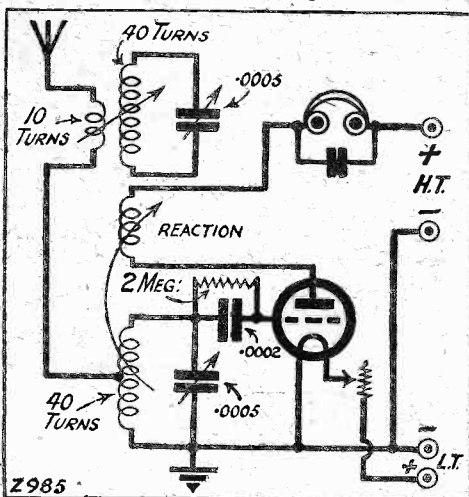 40 TURNS
.0005
10
TURNS
+
H.T.
−
REACTION
2 MEG:
.0002
.0005
40
TURNS
−
L.T.
+
Z985